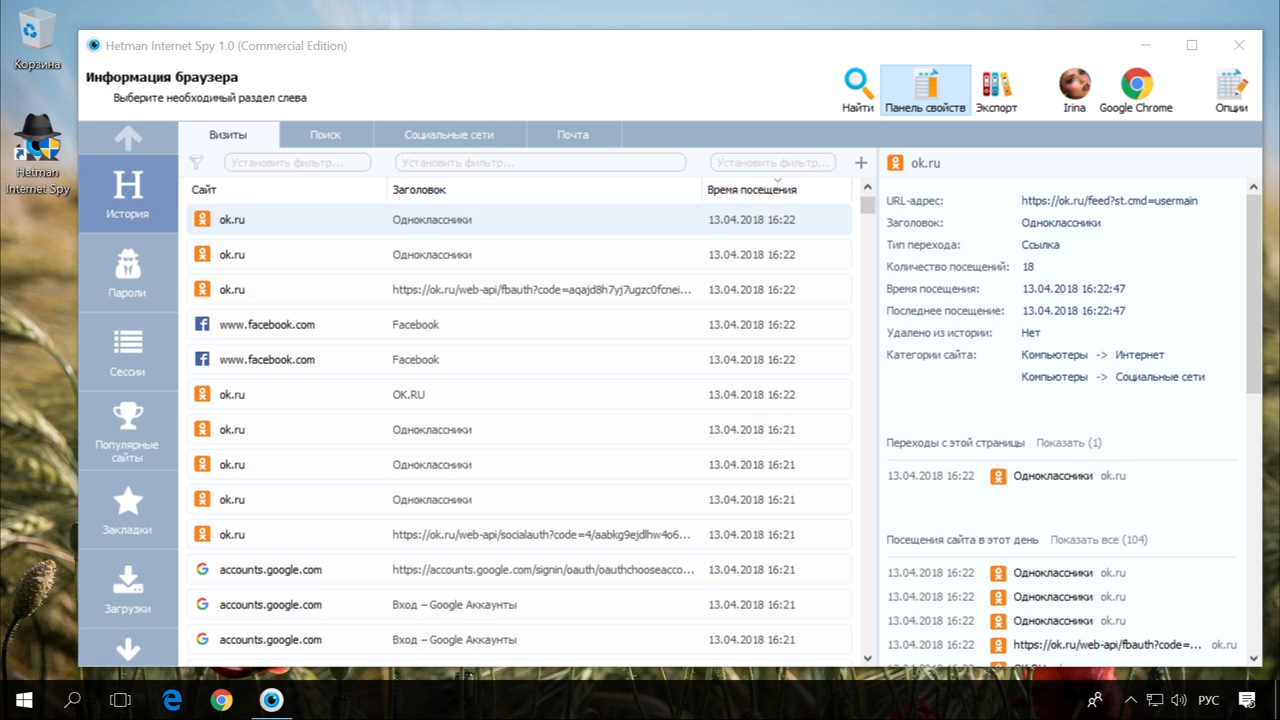 Корзина
Hetman
Internet Spy
Hetman Internet Spy 1.0 (Commercial Edition)
Информация браузера
Выберите необходимый раздел слева
Найти
Панель свойств
Экспорт
Irina
Google Chrome
Опции
История
Пароли
Сессии
Популярные
сайты
Закладки
Загрузки
Визиты Поиск Социальные сети Почта
Установить фильтр... Установить фильтр... Установить фильтр...
Сайт Заголовок Время посещения
ok.ru Одноклассники 13.04.2018 16:22
ok.ru Одноклассники 13.04.2018 16:22
ok.ru https://ok.ru/web-api/fbauth?code=aqajd8h7yj7ugzc0fcnei... 13.04.2018 16:22
www.facebook.com Facebook 13.04.2018 16:22
www.facebook.com Facebook 13.04.2018 16:22
ok.ru OK.RU 13.04.2018 16:22
ok.ru Одноклассники 13.04.2018 16:21
ok.ru Одноклассники 13.04.2018 16:21
ok.ru Одноклассники 13.04.2018 16:21
ok.ru https://ok.ru/web-api/socialauth?code=4/aabkg9ejdlhw4o6... 13.04.2018 16:21
accounts.google.com https://accounts.google.com/signin/oauth/oauthchooseacco... 13.04.2018 16:21
accounts.google.com Вход – Google Аккаунты 13.04.2018 16:21
accounts.google.com Вход – Google Аккаунты 13.04.2018 16:21
ok.ru
URL-адрес: https://ok.ru/feed?st.cmd=usermain
Заголовок: Одноклассники
Тип перехода: Ссылка
Количество посещений: 18
Время посещения: 13.04.2018 16:22:47
Последнее посещение: 13.04.2018 16:22:47
Удалено из истории: Нет
Категории сайта: Компьютеры -> Интернет
Компьютеры -> Социальные сети
Переходы с этой страницы Показать (1)
13.04.2018 16:22 Одноклассники ok.ru
Посещения сайта в этот день Показать все (104)
13.04.2018 16:22 Одноклассники ok.ru
13.04.2018 16:22 Одноклассники ok.ru
13.04.2018 16:22 Одноклассники ok.ru
13.04.2018 16:22 https://ok.ru/web-api/fbauth?code=... ok.ru
РУС